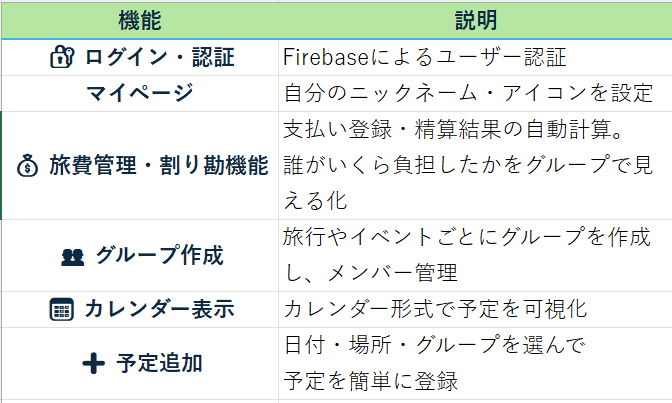 機能 説明
ログイン・認証 Firebaseによるユーザー認証
マイページ 自分のニックネーム・アイコンを設定
旅費管理・割り勘機能 支払い登録・精算結果の自動計算。
誰がいくら負担したかをグループで見
える化
グループ作成 旅行やイベントごとにグループを作成
し、メンバー管理
カレンダー表示 カレンダー形式で予定を可視化
予定追加 日付・場所・グループを選んで
予定を簡単に登録